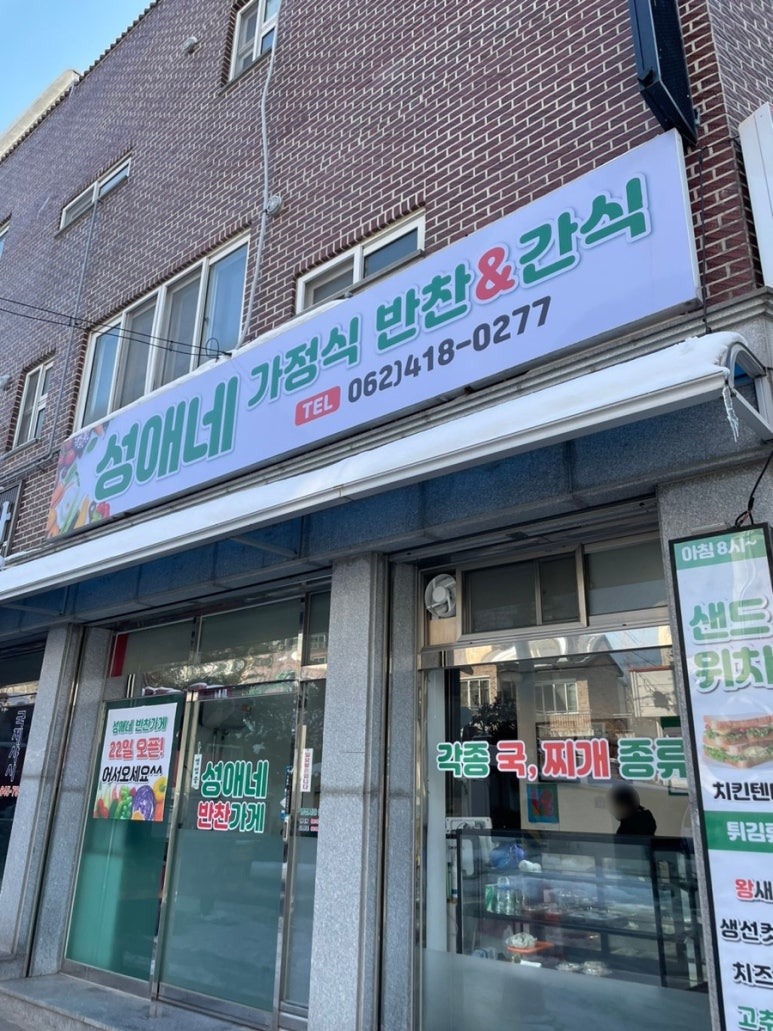 성애네 가정식 반찬&간식
TEL 062)418-0277
성애네 반찬가게
22일 오픈!
어서오세요^^
성애네
반찬가게
각종 국, 찌개 종류
아침 8시~
샌드
위치
치킨텐
튀김
왕새
생선컷
치즈
고추